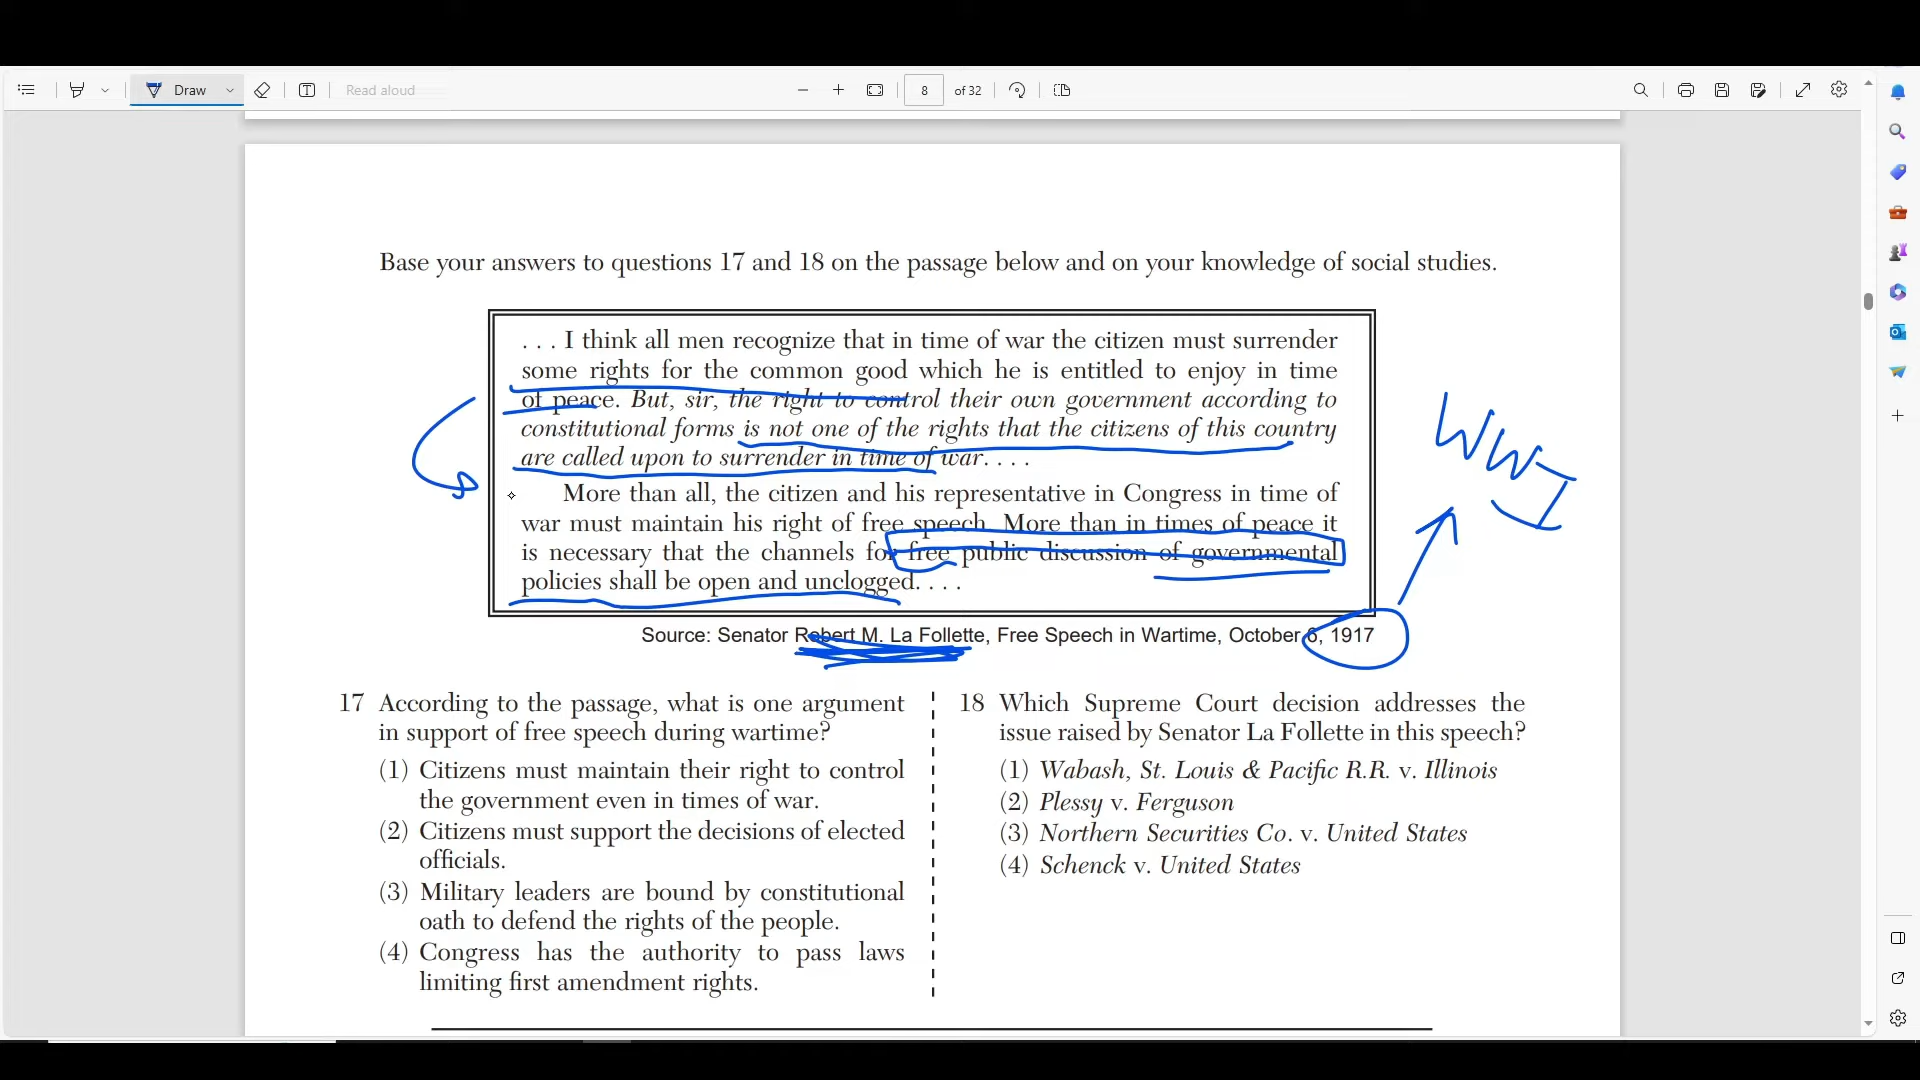 Draw
Read aloud
8
of 32
Base your answers to questions 17 and 18 on the passage below and on your knowledge of social studies.
. . . I think all men recognize that in time of war the citizen must surrender
some rights for the common good which he is entitled to enjoy in time
of peace. But, sir, the right to control their own government according to
constitutional forms is not one of the rights that the citizens of this country
are called upon to surrender in time of war. . . .
More than all, the citizen and his representative in Congress in time of
war must maintain his right of free speech. More than in times of peace it
is necessary that the channels for free public discussion of governmental
policies shall be open and unclogged. . . .
WWI
Source: Senator Robert M. La Follette, Free Speech in Wartime, October 6, 1917
17 According to the passage, what is one argument
in support of free speech during wartime?
(1) Citizens must maintain their right to control
the government even in times of war.
(2) Citizens must support the decisions of elected
officials.
(3) Military leaders are bound by constitutional
oath to defend the rights of the people.
(4) Congress has the authority to pass laws
limiting first amendment rights.
18 Which Supreme Court decision addresses the
issue raised by Senator La Follette in this speech?
(1) Wabash, St. Louis & Pacific R.R. v. Illinois
(2) Plessy v. Ferguson
(3) Northern Securities Co. v. United States
(4) Schenck v. United States